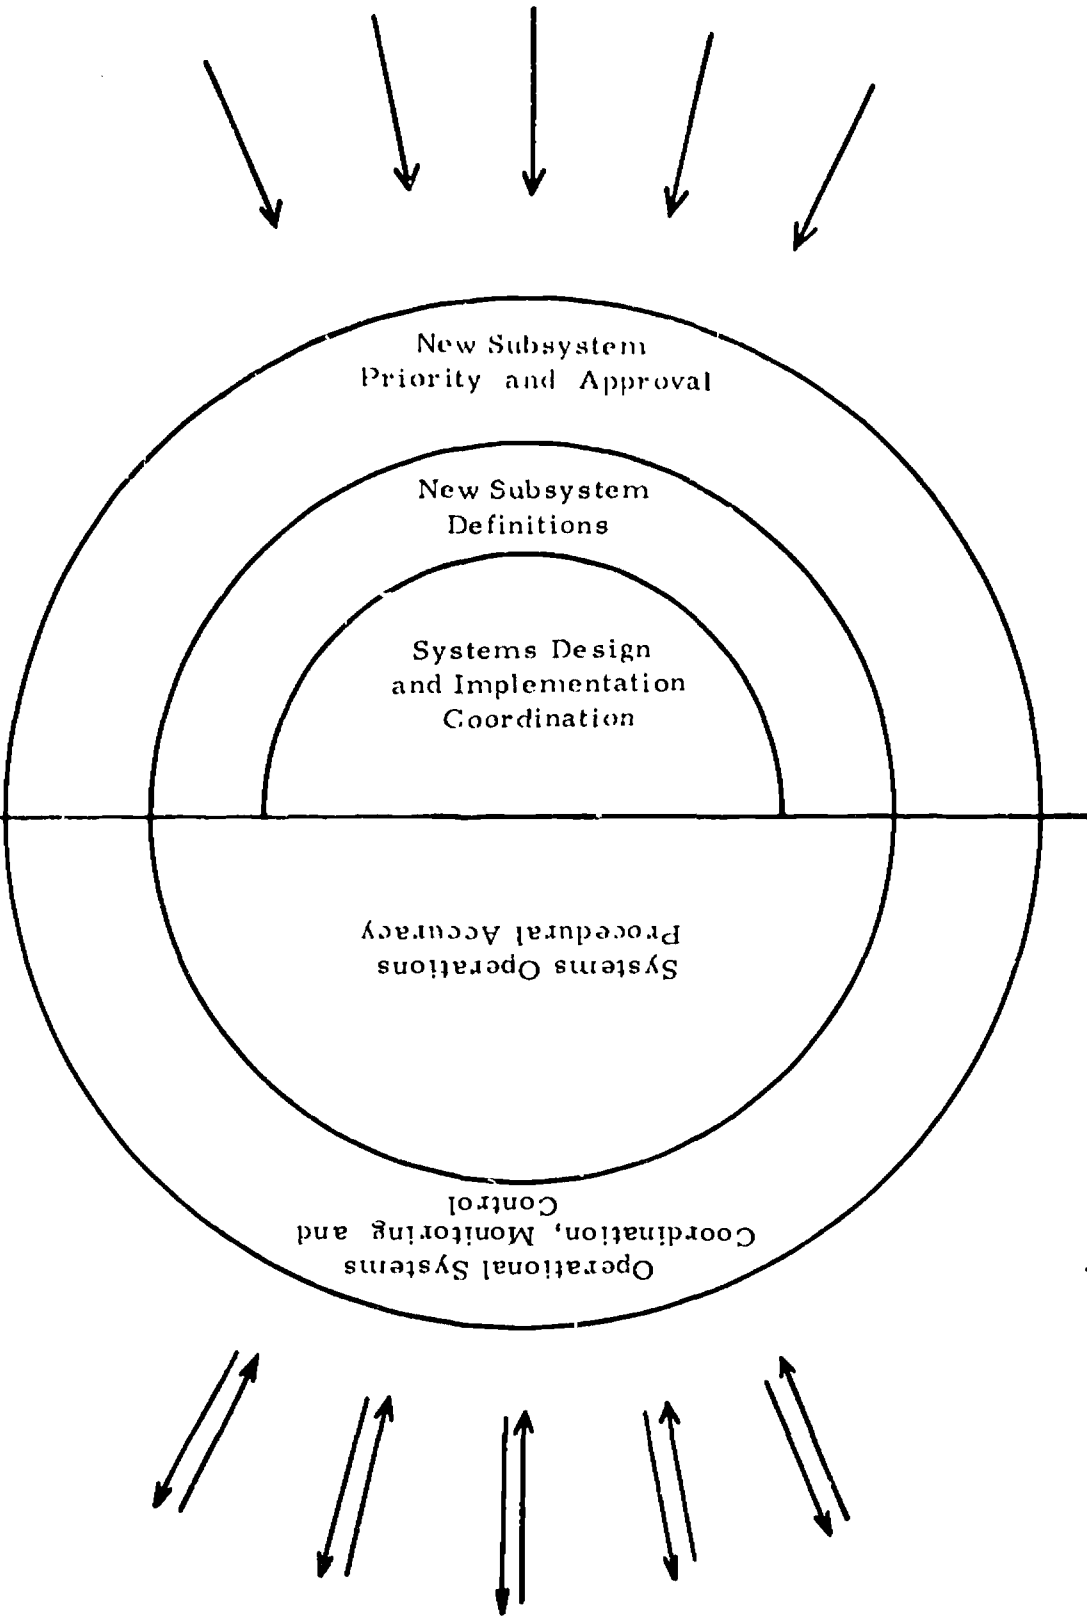 New Subsystem
Priority and Approval
New Subsystem
Definitions
Systems Design
and Implementation
Coordination
Systems Operations
Procedural Accuracy
Operational Systems
Coordination, Monitoring and
Control